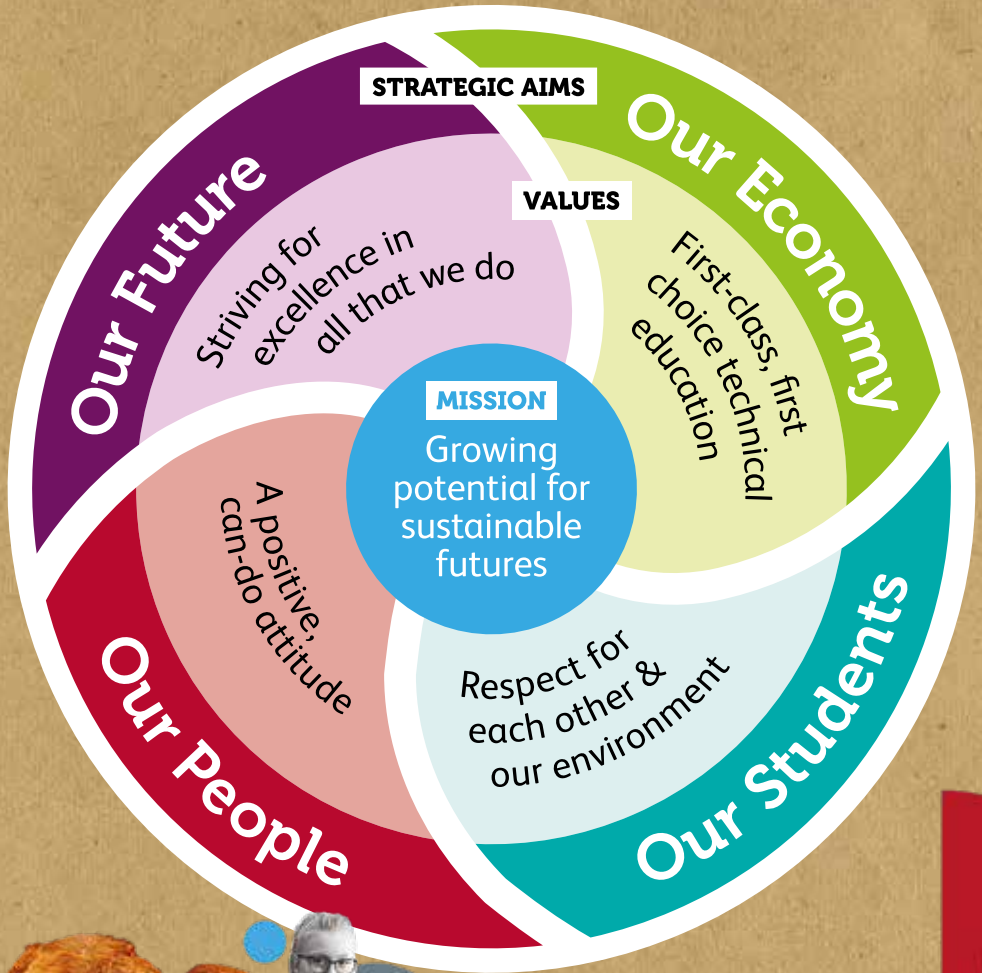 STRATEGIC AIMS
VALUES
Our Future
Striving for
excellence in
all that we do
Our Economy
First-class, first
choice technical
education
MISSION
Growing
potential for
sustainable
futures
Our People
A positive,
can-do attitude
Our Students
Respect for
each other &
our environment